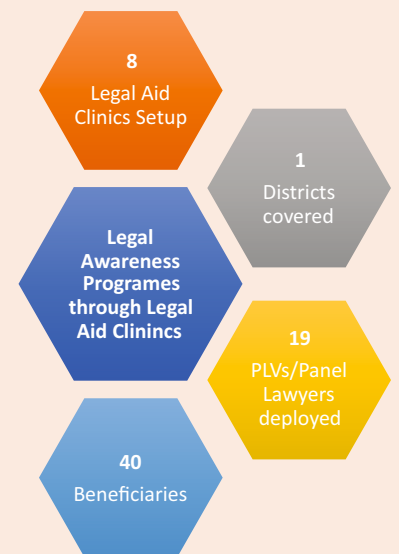 8
Legal Aid
Clinics Setup
1
Districts
covered
Legal
Awareness
Programes
through Legal
Aid Clinincs
19
PLVs/Panel
Lawyers
deployed
40
Beneficiaries